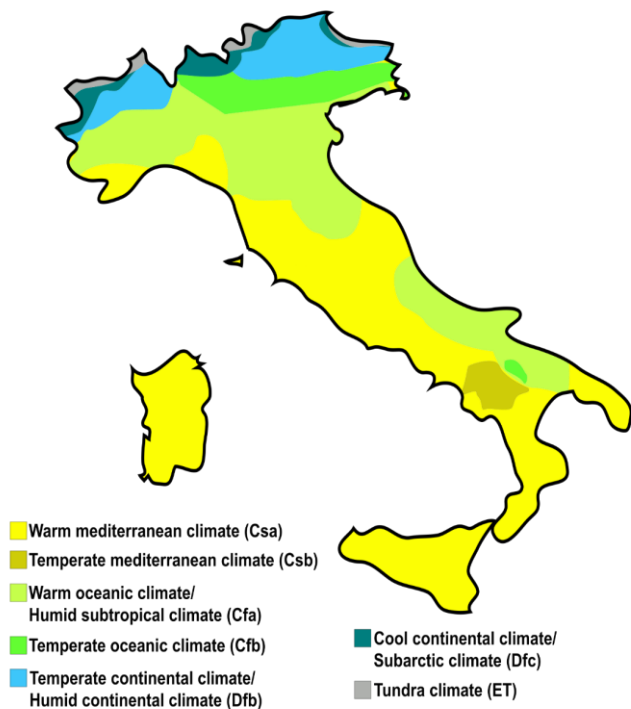 Warm mediterranean climate (Csa)
Temperate mediterranean climate (Csb)
Warm oceanic climate/
Humid subtropical climate (Cfa)
Temperate oceanic climate (Cfb)
Temperate continental climate/
Humid continental climate (Dfb)
Cool continental climate/
Subarctic climate (Dfc)
Tundra climate (ET)